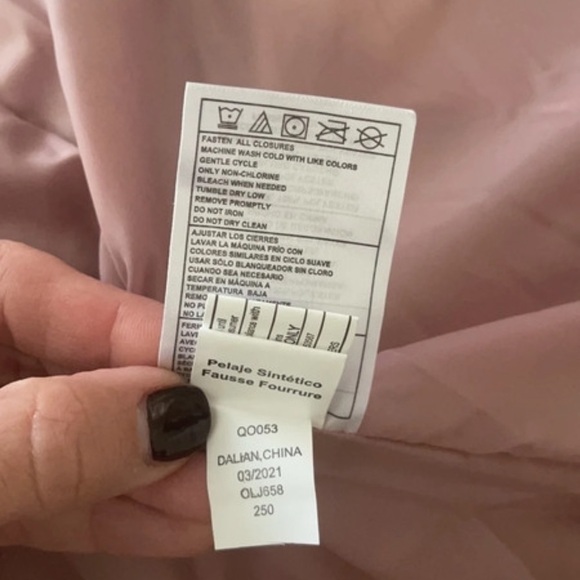 FASTEN ALL CLOSURES
MACHINE WASH COLD WITH LIKE COLORS
GENTLE CYCLE
ONLY NON-CHLORINE
BLEACH WHEN NEEDED
TUMBLE DRY LOW
REMOVE PROMPTLY
DO NOT IRON
DO NOT DRY CLEAN
AJUSTAR LOS CIERRES
LAVAR LA MÁQUINA FRÍO CON
COLORES SIMILARES EN CICLO SUAVE
USAR SÓLO BLANQUEADOR SIN CLORO
CUANDO SEA NECESARIO
SECAR EN MÁQUINA A
TEMPERATURA BAJA
with
ONLY
Pelaje Sintético
Fausse Fourrure
QO053
DALIAN,CHINA
03/2021
OLJ658
250